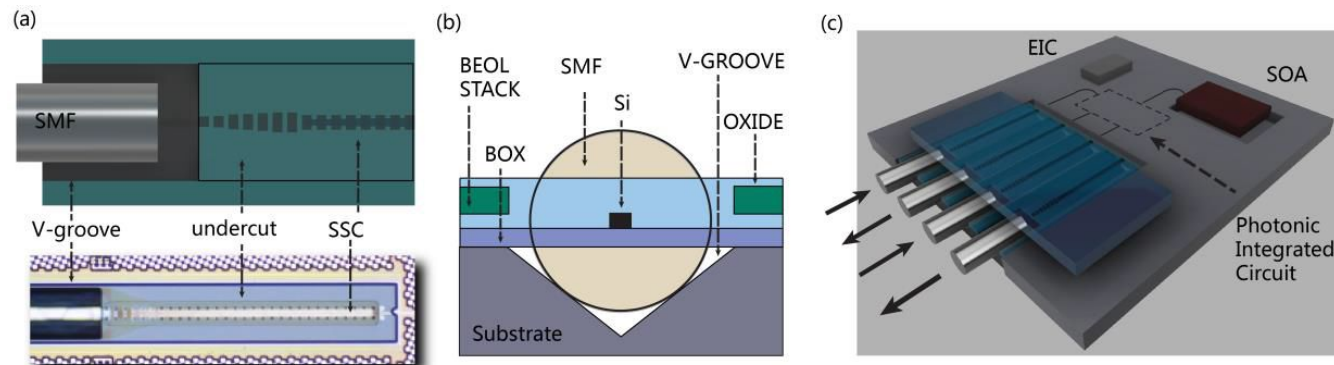 (a)
SMF
V-groove
undercut
SSC
(b)
BEOL
STACK
SMF
V-GROOVE
Si
OXIDE
BOX
Substrate
(c)
EIC
SOA
Photonic
Integrated
Circuit